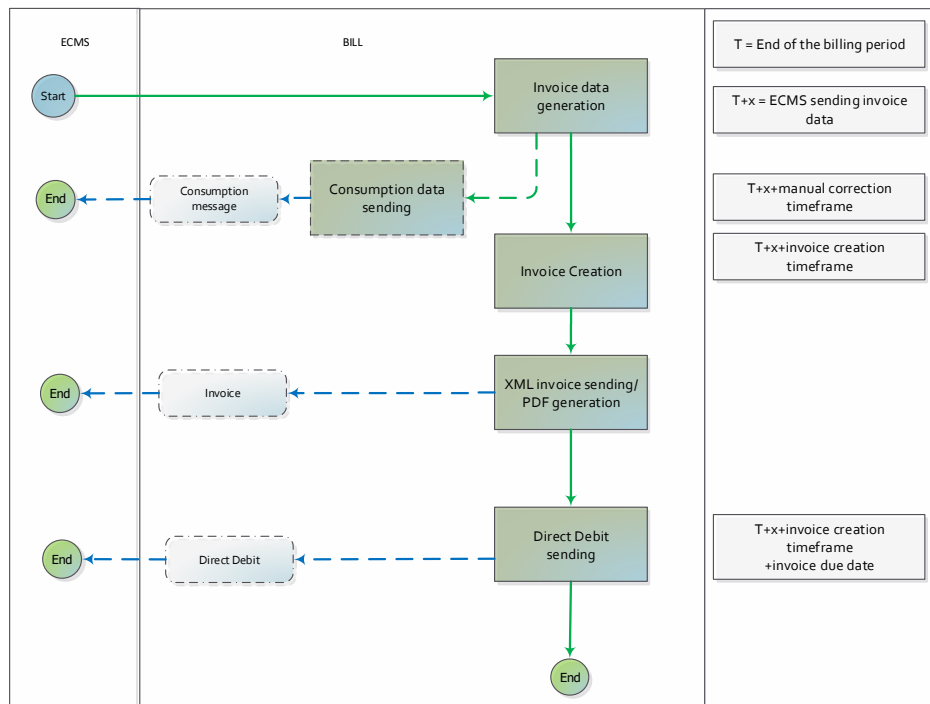 ECMS
BILL
T = End of the billing period
Start
Invoice data
generation
T+x = ECMS sending invoice
data
End
Consumption
message
Consumption data
sending
T+x+manual correction
timeframe
Invoice Creation
T+x+invoice creation
timeframe
End
Invoice
XML invoice sending/
PDF generation
End
Direct Debit
Direct Debit
sending
T+x+invoice creation
timeframe
+invoice due date
End